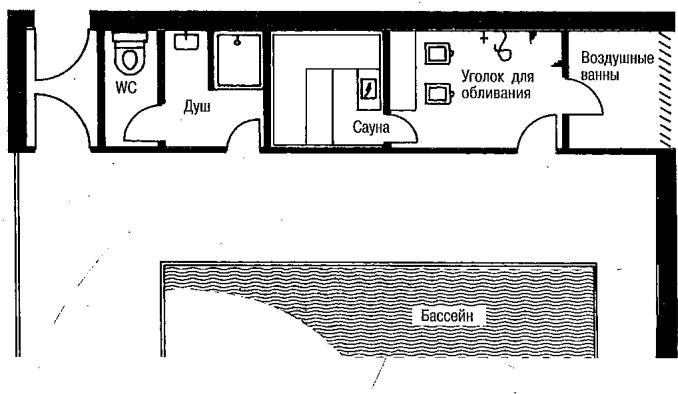 WC
Душ
Сауна
Уголок для
обливания
Воздушные
ванны
Бассейн